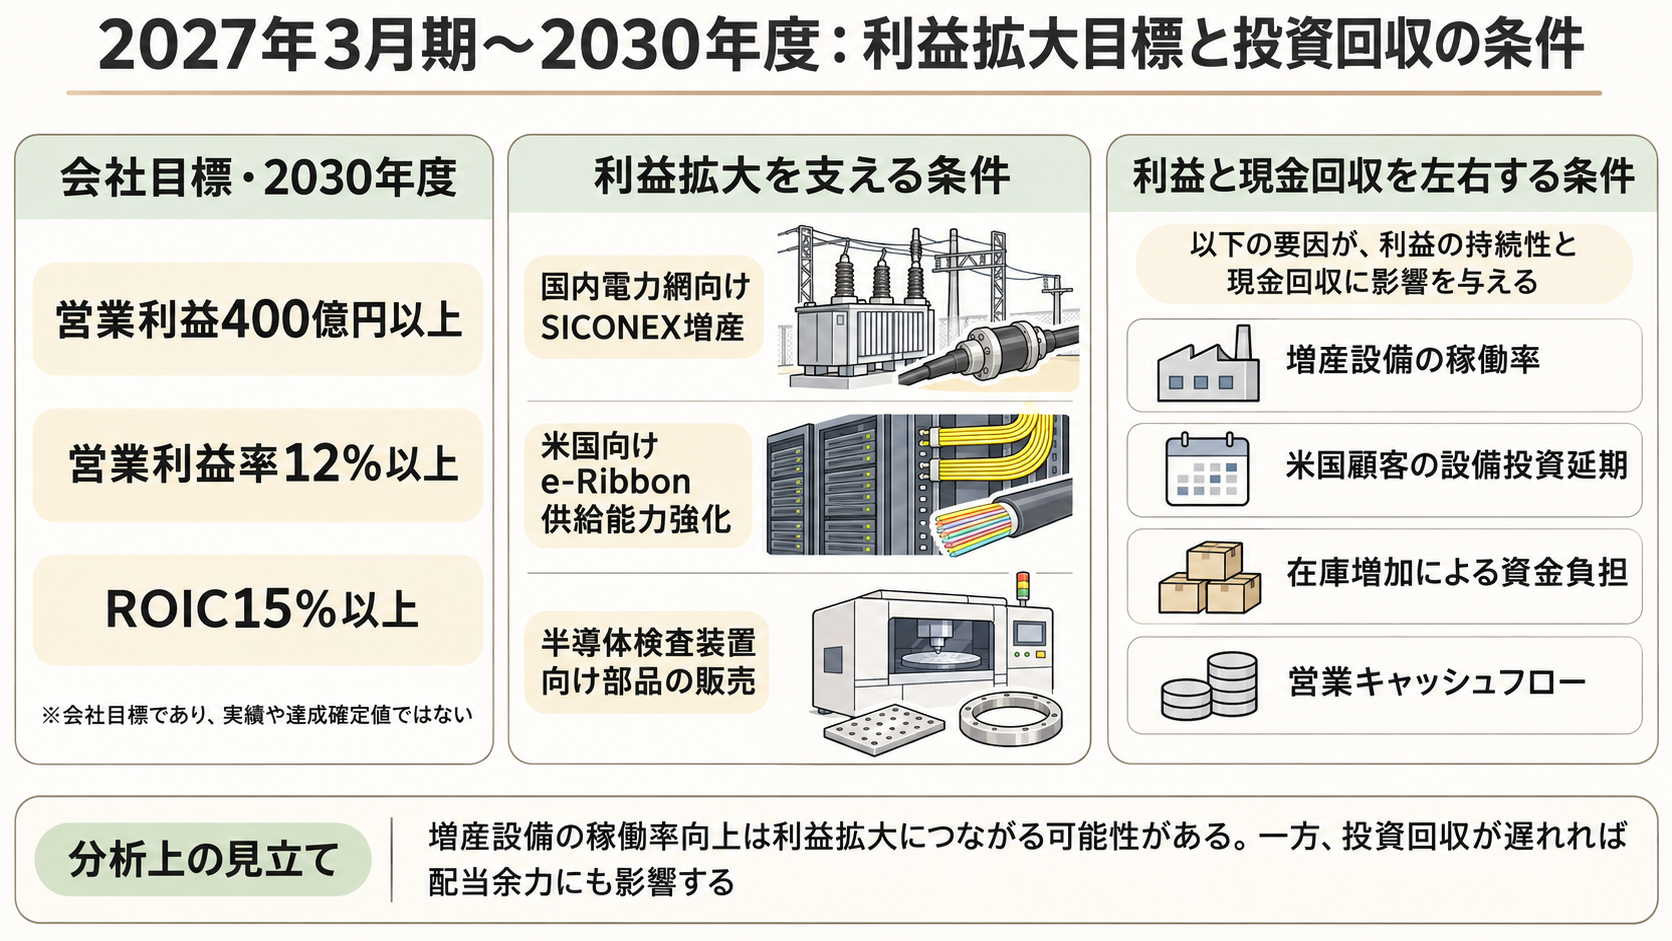 2027年3月期～2030年度：利益拡大目標と投資回収の条件
会社目標・2030年度
営業利益400億円以上
営業利益率12%以上
ROIC15%以上
※会社目標であり、実績や達成確定値ではない
利益拡大を支える条件
国内電力網向け
SICONEX増産
米国向け
e-Ribbon
供給能力強化
半導体検査装置
向け部品の販売
利益と現金回収を左右する条件
以下の要因が、利益の持続性と
現金回収に影響を与える
増産設備の稼働率
米国顧客の設備投資延期
在庫増加による資金負担
営業キャッシュフロー
分析上の見立て
増産設備の稼働率向上は利益拡大につながる可能性がある。一方、投資回収が遅れれば
配当余力にも影響する